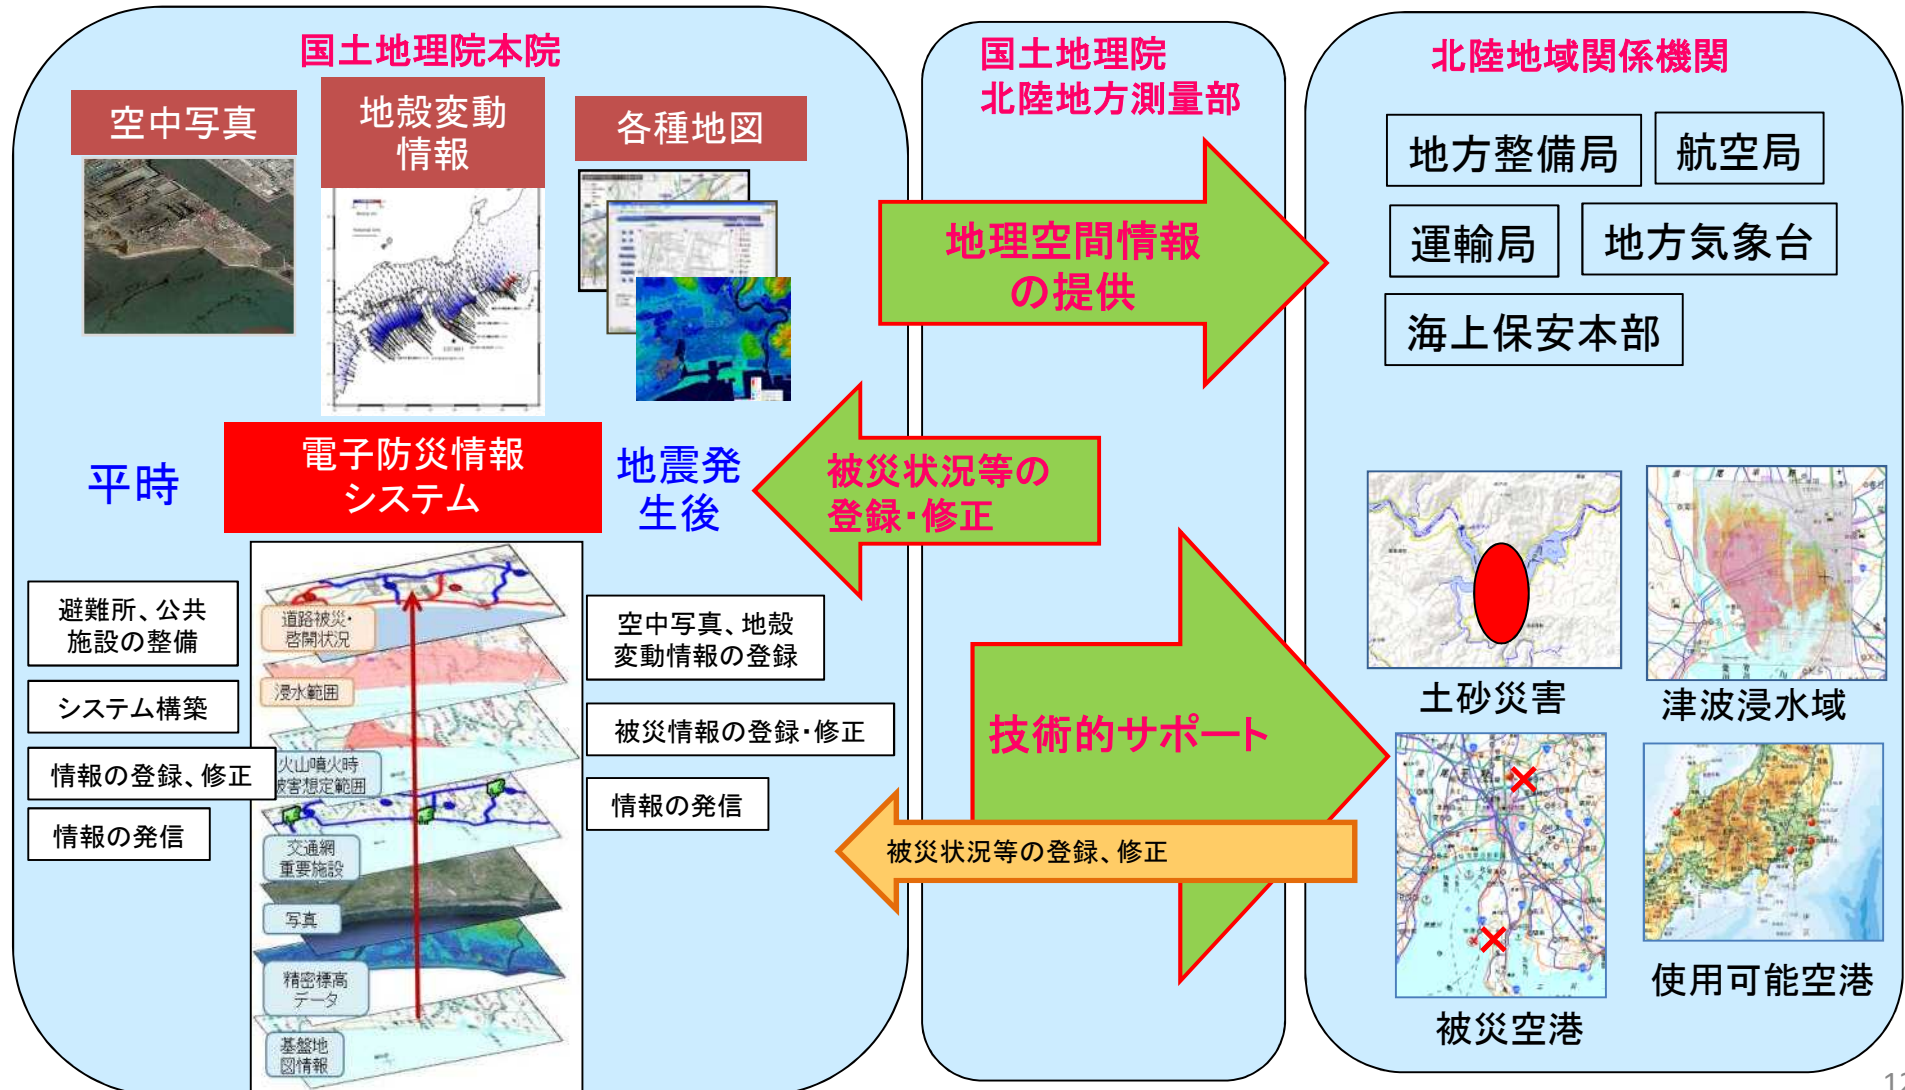 国土地理院本院
空中写真
地殻変動
情報
各種地図
平時
電子防災情報
システム
地震発
生後
避難所、公共
施設の整備
システム構築
情報の登録、修正
情報の発信
道路被災・
啓開状況
浸水範囲
火山噴火時
被害想定範囲
交通網
重要施設
写真
精密標高
データ
基盤地
図情報
空中写真、地殻
変動情報の登録
被災情報の登録・修正
情報の発信
国土地理院
北陸地方測量部
地理空間情報
の提供
被災状況等の
登録・修正
技術的サポート
被災状況等の登録、修正
北陸地域関係機関
地方整備局
航空局
運輸局
地方気象台
海上保安本部
土砂災害
津波浸水域
被災空港
使用可能空港